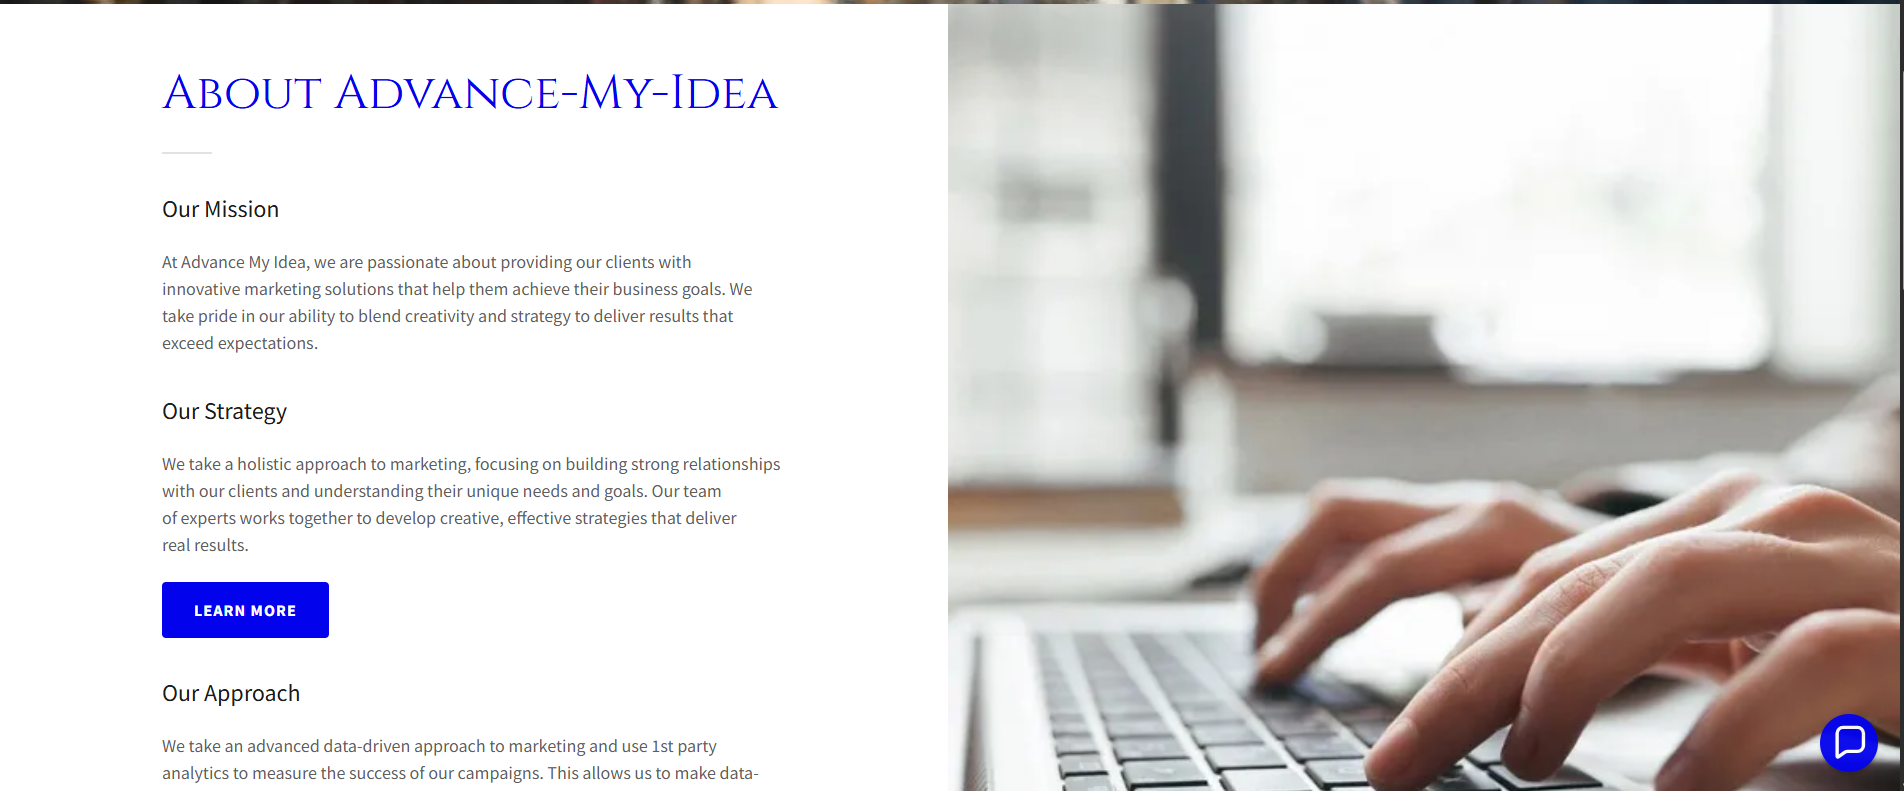 About Advance-My-Idea
Our Mission
At Advance My Idea, we are passionate about providing our clients with
innovative marketing solutions that help them achieve their business goals. We
take pride in our ability to blend creativity and strategy to deliver results that
exceed expectations.
Our Strategy
We take a holistic approach to marketing, focusing on building strong relationships
with our clients and understanding their unique needs and goals. Our team
of experts works together to develop creative, effective strategies that deliver
real results.
LEARN MORE
Our Approach
We take an advanced data-driven approach to marketing and use 1st party
analytics to measure the success of our campaigns. This allows us to make data-